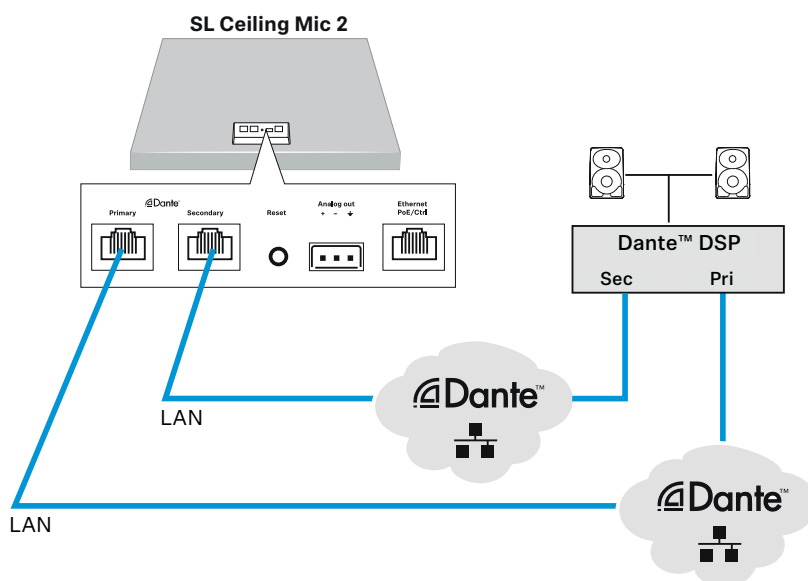 SL Ceiling Mic 2
Dante
Primary
Secondary
Reset
Analog out
+ -
Ethernet
PoE/Ctrl
Dante™ DSP
Sec Pri
LAN
Dante™
LAN
Dante™